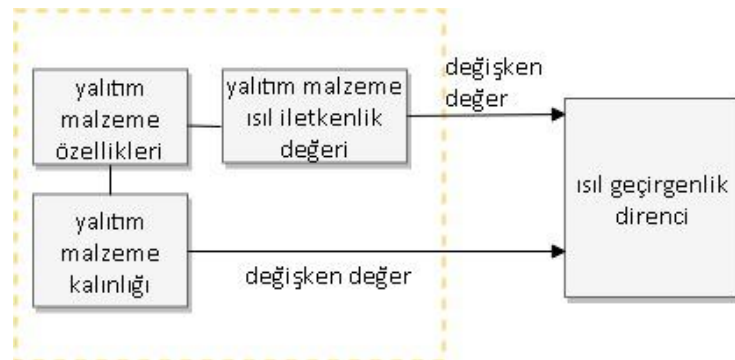 yalıtım
malzeme
özellikleri
yalıtım malzeme
ısıl iletkenlik
değeri
değişken
değer
yalıtım
malzeme
kalınlığı
değişken değer
ısıl geçirgenlik
direnci